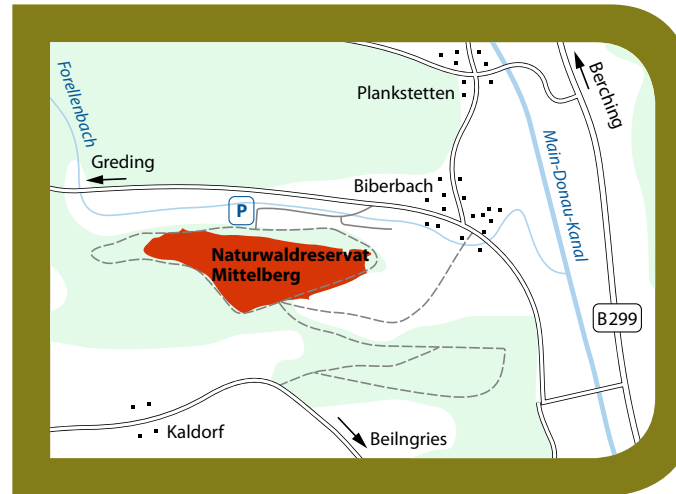 Plankstetten
Berching
Forellenbach
Main-Donau-Kanal
Greding
Biberbach
P
Naturwaldreservat
Mittelberg
B299
Kaldorf
Beilngries